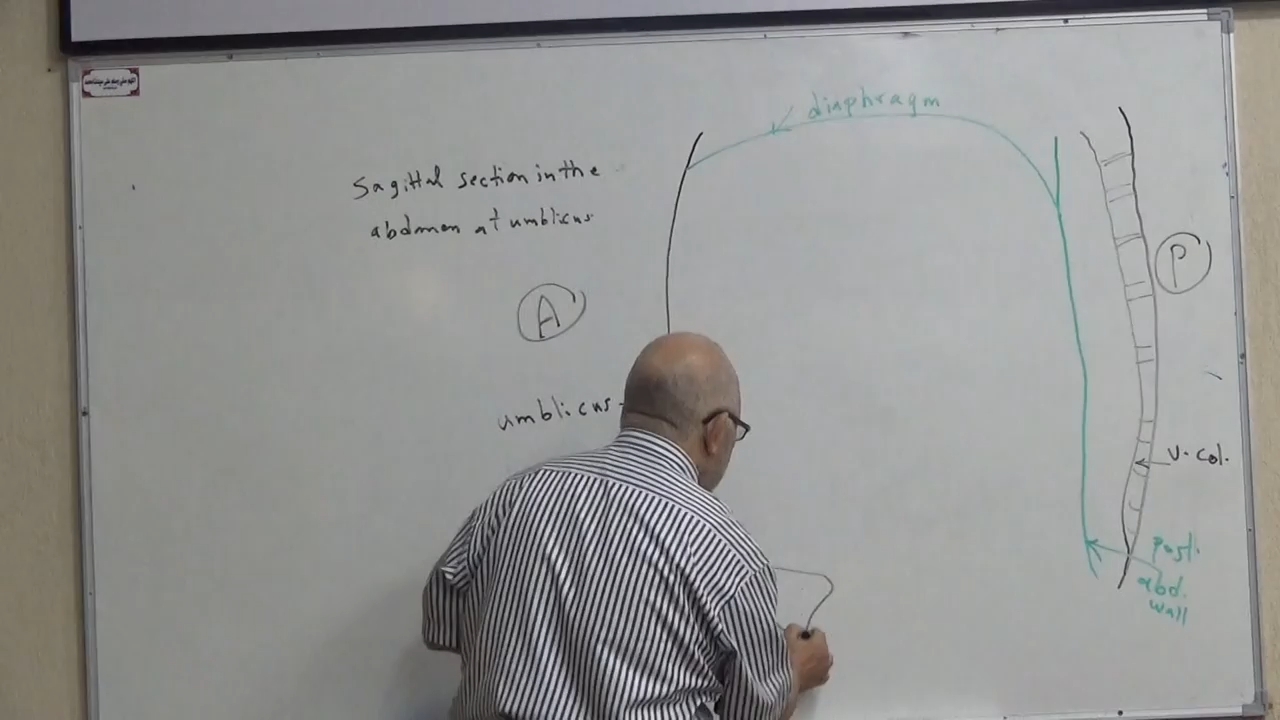 diaphragm
Sagittal section in the
abdomen at umblicus
A
P
umblicus
V. col.
post.
abd.
wall